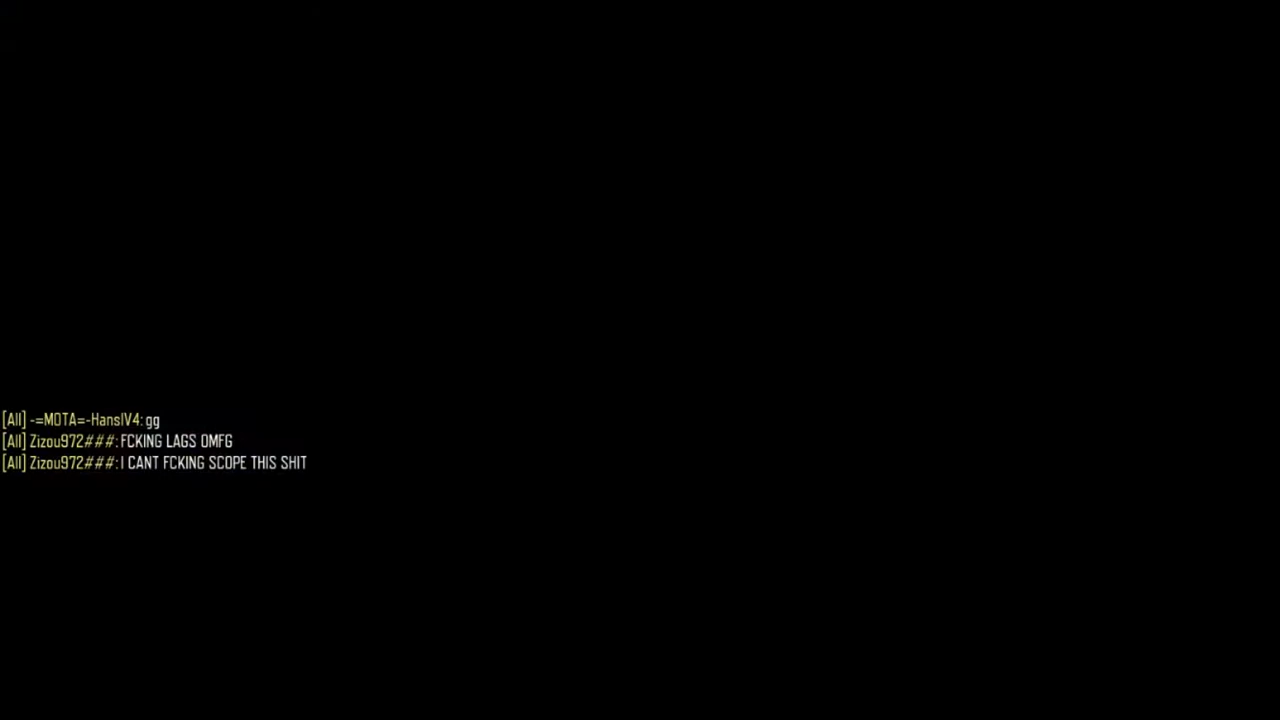 [All] -=MOTA=-HansIV4: gg
[All] Zizou972###: FCKING LAGS OMFG
[All] Zizou972###: I CANT FCKING SCOPE THIS SHIT